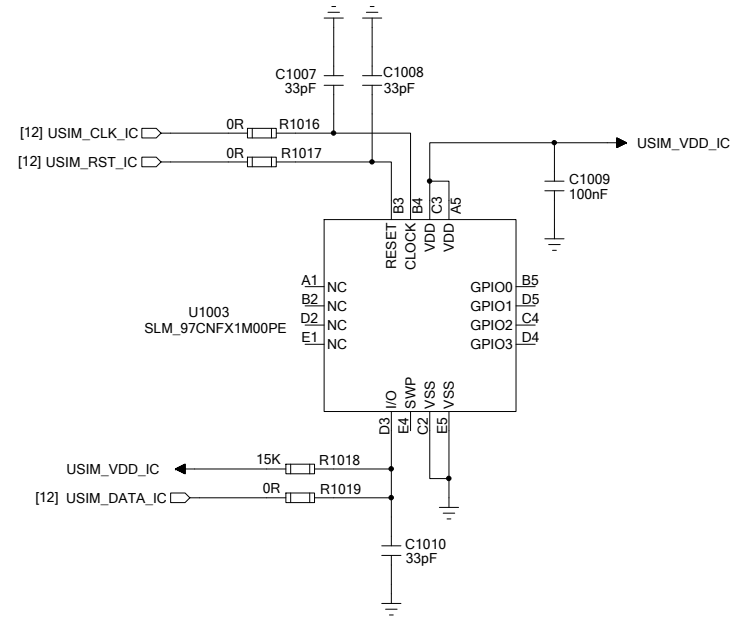 C1007
33pF
C1008
33pF
[12] USIM_CLK_IC
0R
R1016
[12] USIM_RST_IC
0R
R1017
USIM_VDD_IC
C1009
100nF
B3
B4
C3
A5
RESET
CLOCK
VDD
VDD
A1
NC
B2
NC
D2
NC
E1
NC
U1003
SLM_97CNFX1M00PE
GPIO0
B5
GPIO1
D5
GPIO2
C4
GPIO3
D4
I/O
SWP
VSS
VSS
D3
E4
C2
E5
USIM_VDD_IC
15K
R1018
[12] USIM_DATA_IC
0R
R1019
C1010
33pF